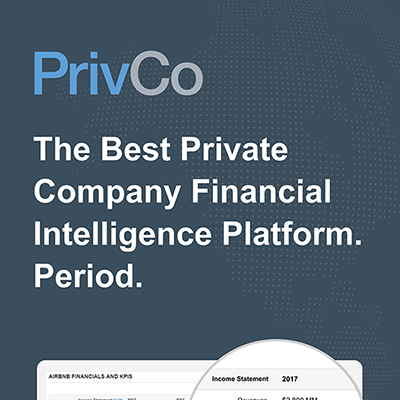 PrivCo
The Best Private
Company Financial
Intelligence Platform.
Period.
AIRBNB FINANCIALS AND KPIS
Income Statement 2017